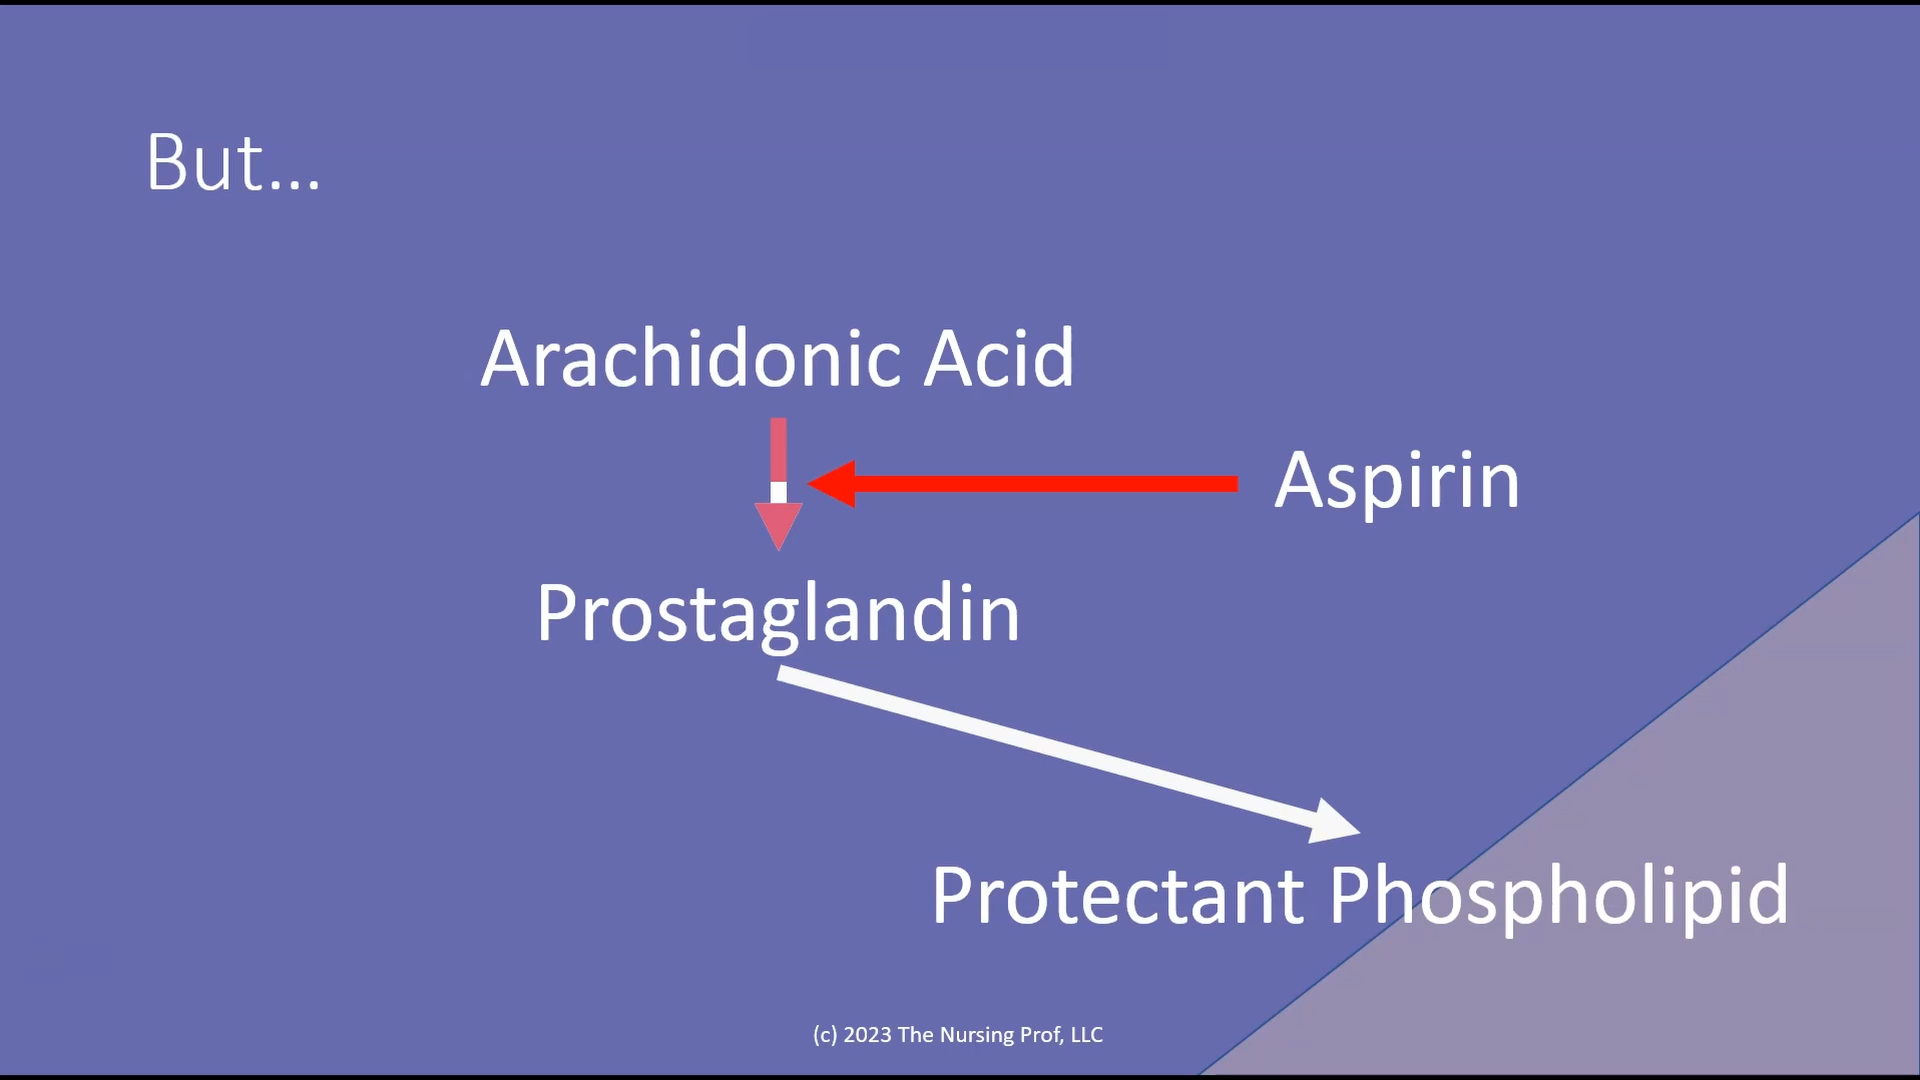 But...
Arachidonic Acid
Aspirin
Prostaglandin
Protectant Phospholipid
(c) 2023 The Nursing Prof, LLC